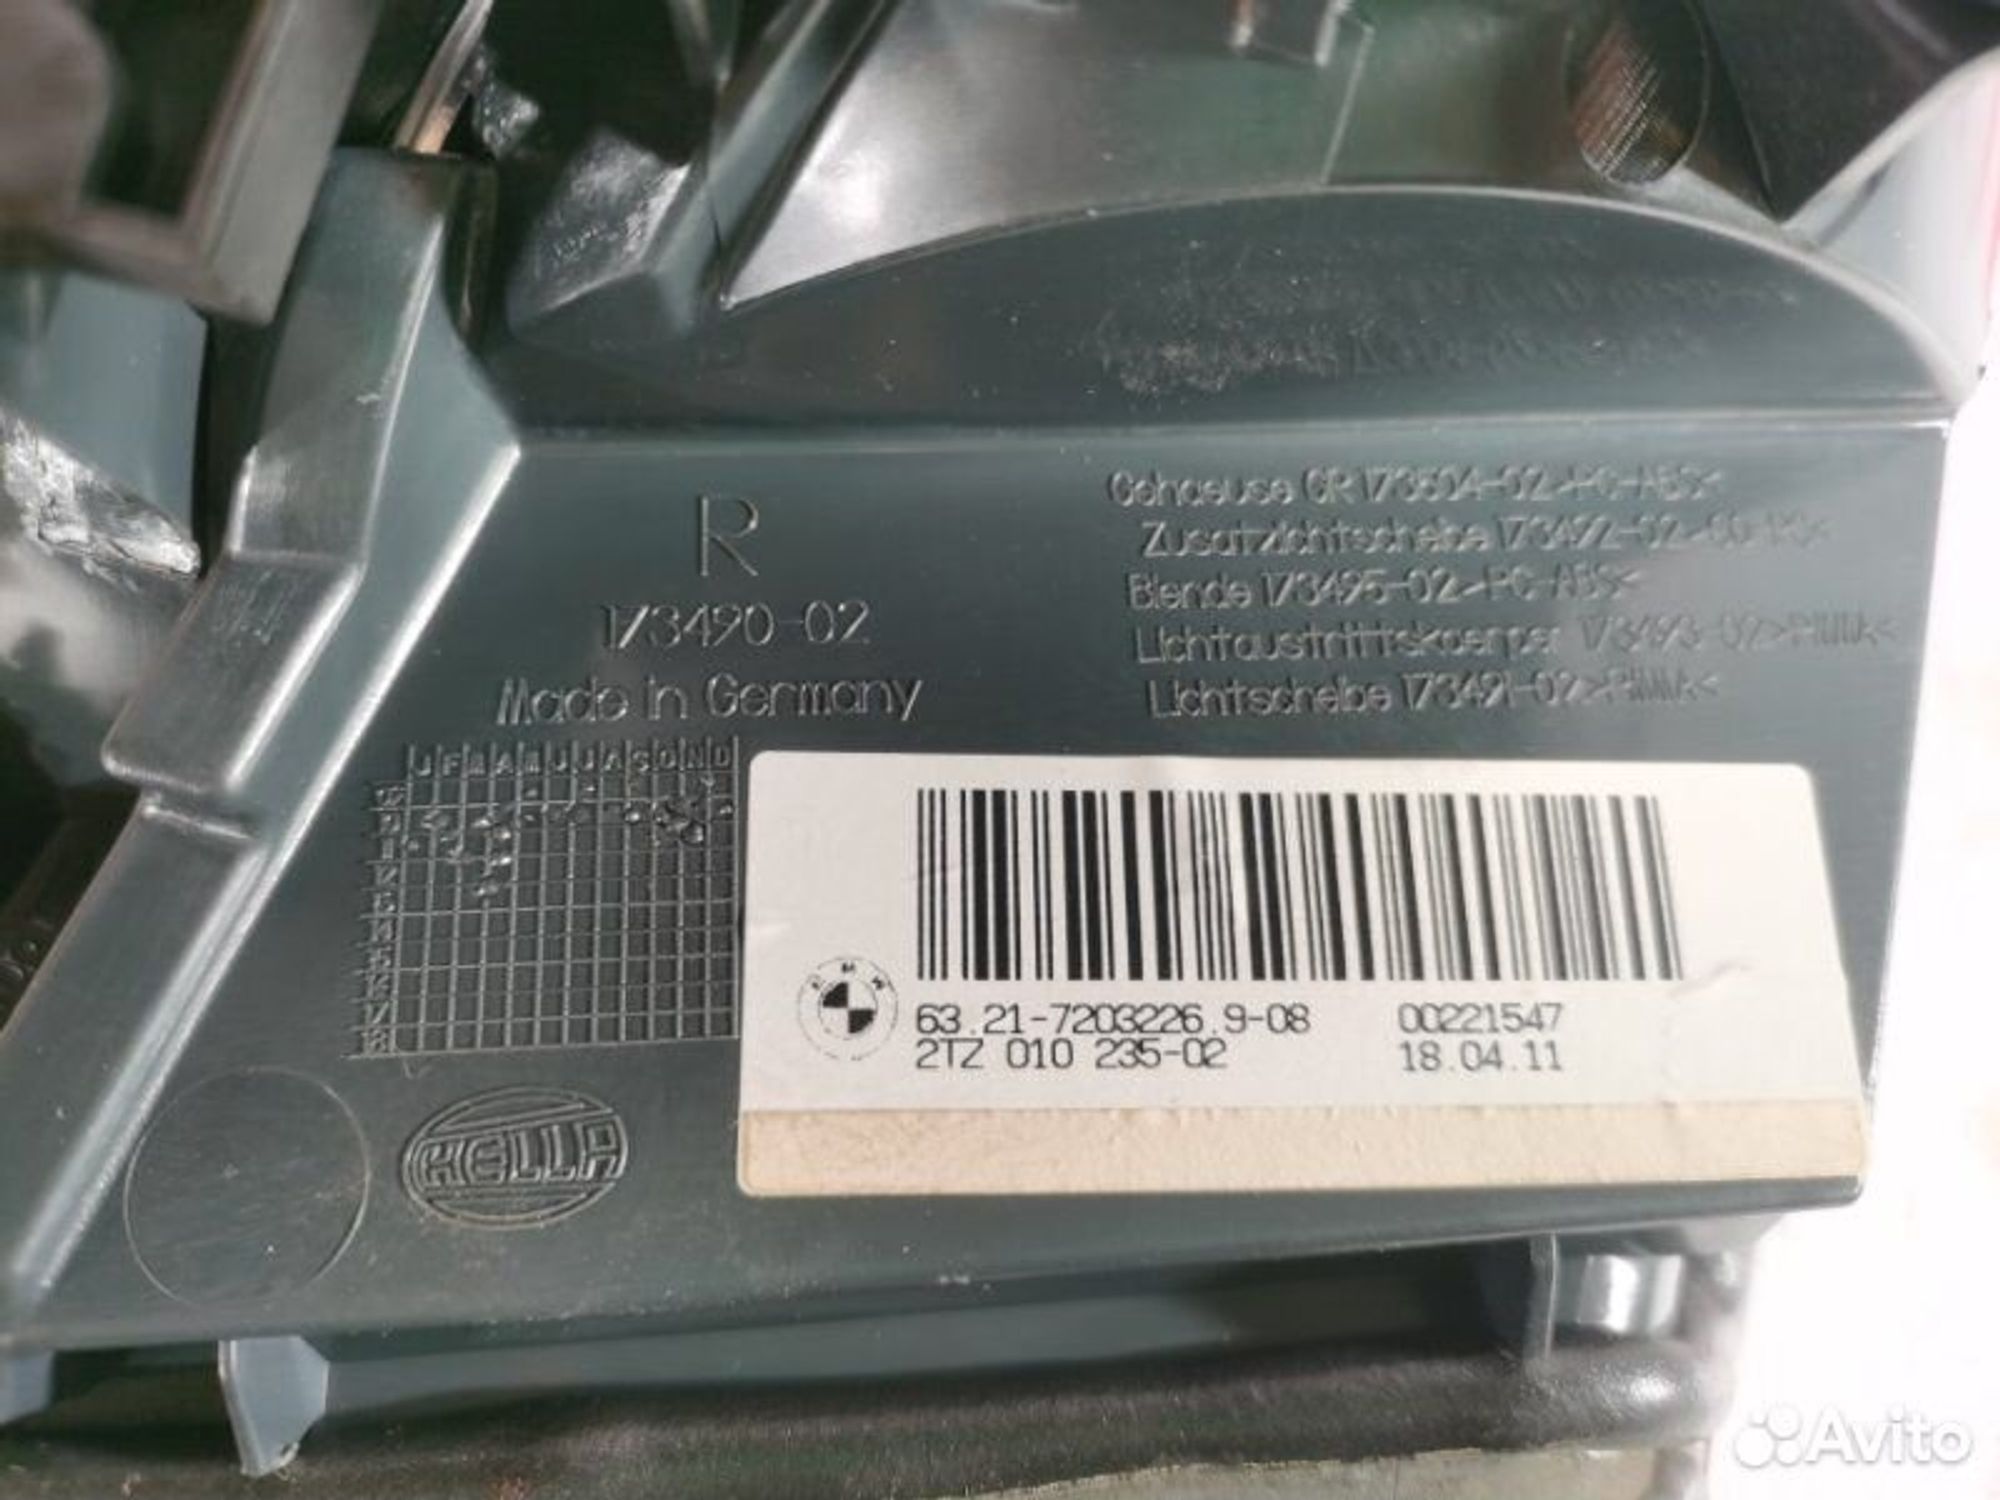 R
173490-02
Made in Germany
Gehaeuse GR 173504-02 >PC-ABS<
Zusatzlichtscheibe 173492-02
Blende 173495-02 >PC-ABS<
Lichtaustrittskoerper 173493-02 >PMMA<
Lichtscheibe 173491-02 >PMMA<
J F M A M J J A S O N D
BMW
63.21-7203226.9-08 00221547
2TZ 010 235-02 18.04.11
HELLA
Avito